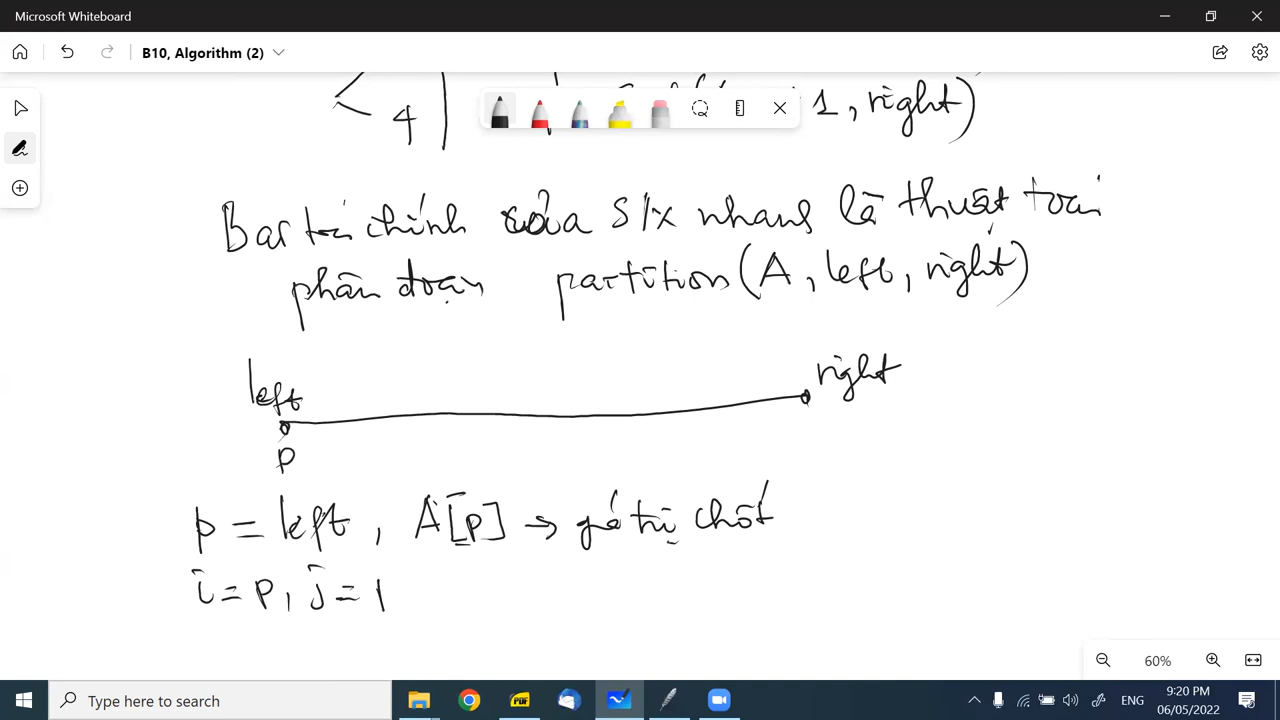 Microsoft Whiteboard
B10, Algorithm (2)
4
1, right)
Bài toán chính của s/x nhanh là thuật toán
phân đoạn partition(A, left, right)
left
right
p
p = left, A[p] → giá trị chốt
i = p, j = 1
60%
Type here to search
PDF
ENG
9:20 PM
06/05/2022